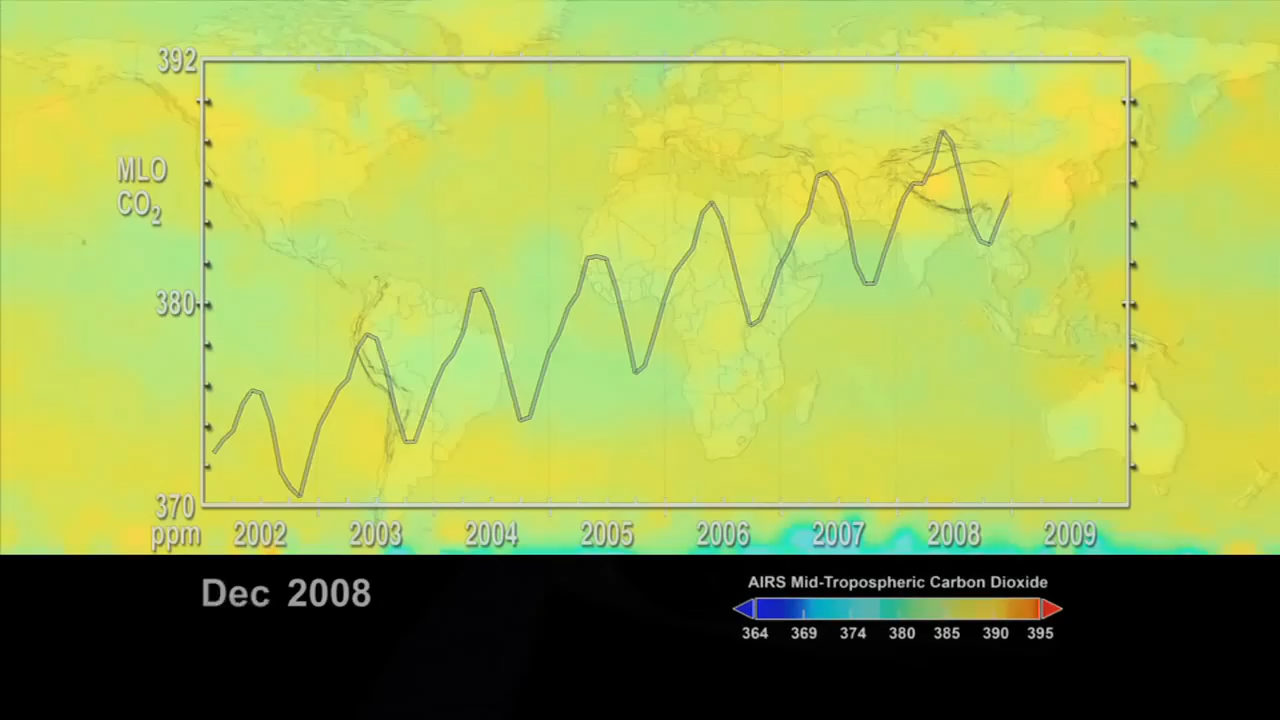 392
MLO
CO₂
380
370
ppm 2002 2003 2004 2005 2006 2007 2008 2009
Dec 2008
AIRS Mid-Tropospheric Carbon Dioxide
364 369 374 380 385 390 395